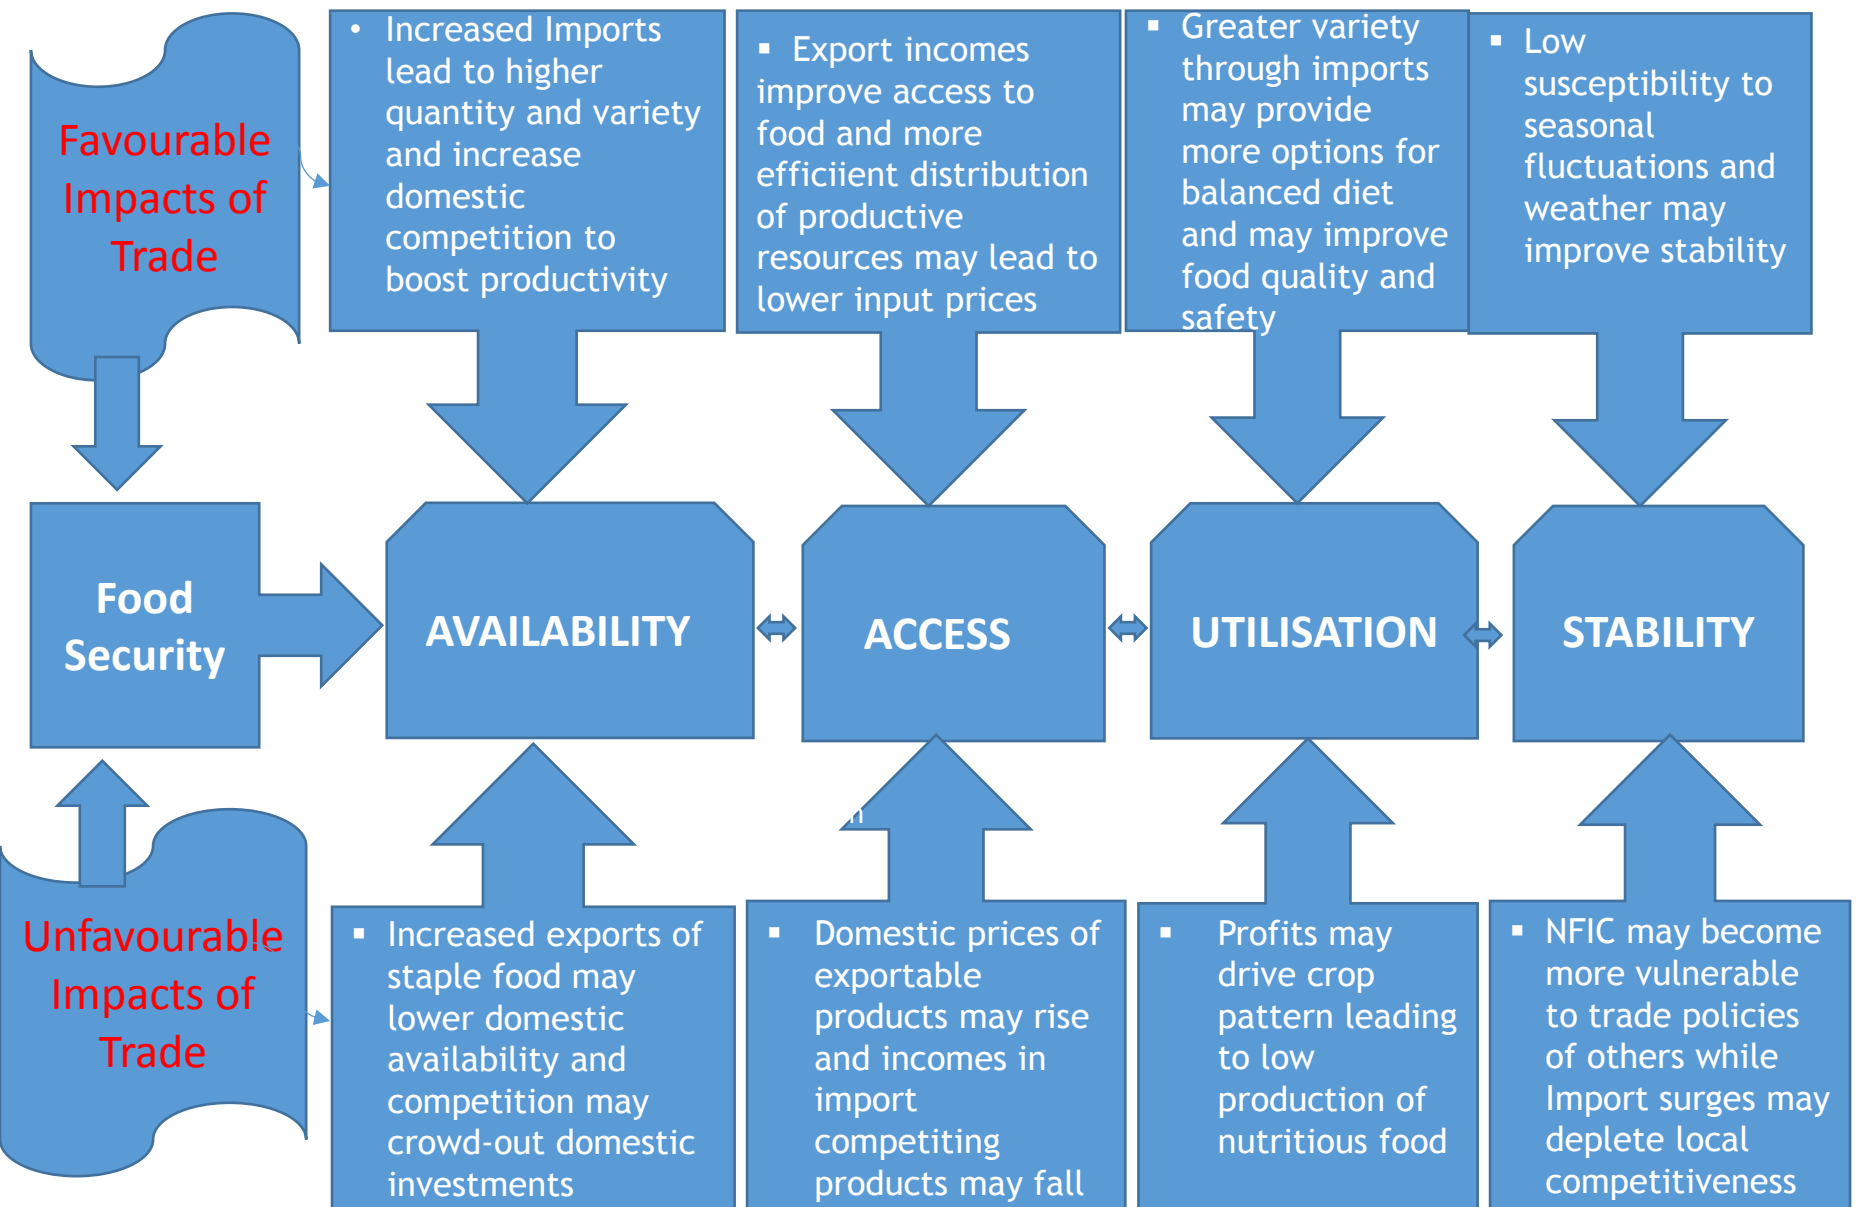 Favourable
Impacts of
Trade
• Increased Imports
lead to higher
quantity and variety
and increase
domestic
competition to
boost productivity
▪ Export incomes
improve access to
food and more
efficiient distribution
of productive
resources may lead to
lower input prices
▪ Greater variety
through imports
may provide
more options for
balanced diet
and may improve
food quality and
safety
▪ Low
susceptibility to
seasonal
fluctuations and
weather may
improve stability
Food
Security
AVAILABILITY
ACCESS
UTILISATION
STABILITY
Unfavourable
Impacts of
Trade
▪ Increased exports of
staple food may
lower domestic
availability and
competition may
crowd-out domestic
investments
▪ Domestic prices of
exportable
products may rise
and incomes in
import
competiting
products may fall
▪ Profits may
drive crop
pattern leading
to low
production of
nutritious food
▪ NFIC may become
more vulnerable
to trade policies
of others while
Import surges may
deplete local
competitiveness